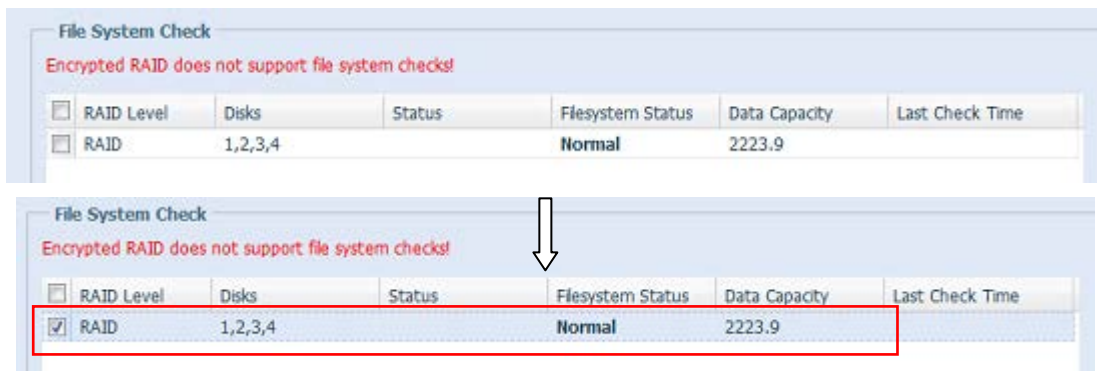 File System Check
Encrypted RAID does not support file system checks!
RAID Level Disks Status Filesystem Status Data Capacity Last Check Time
RAID 1,2,3,4 Normal 2223.9
File System Check
Encrypted RAID does not support file system checks!
RAID Level Disks Status Filesystem Status Data Capacity Last Check Time
RAID 1,2,3,4 Normal 2223.9